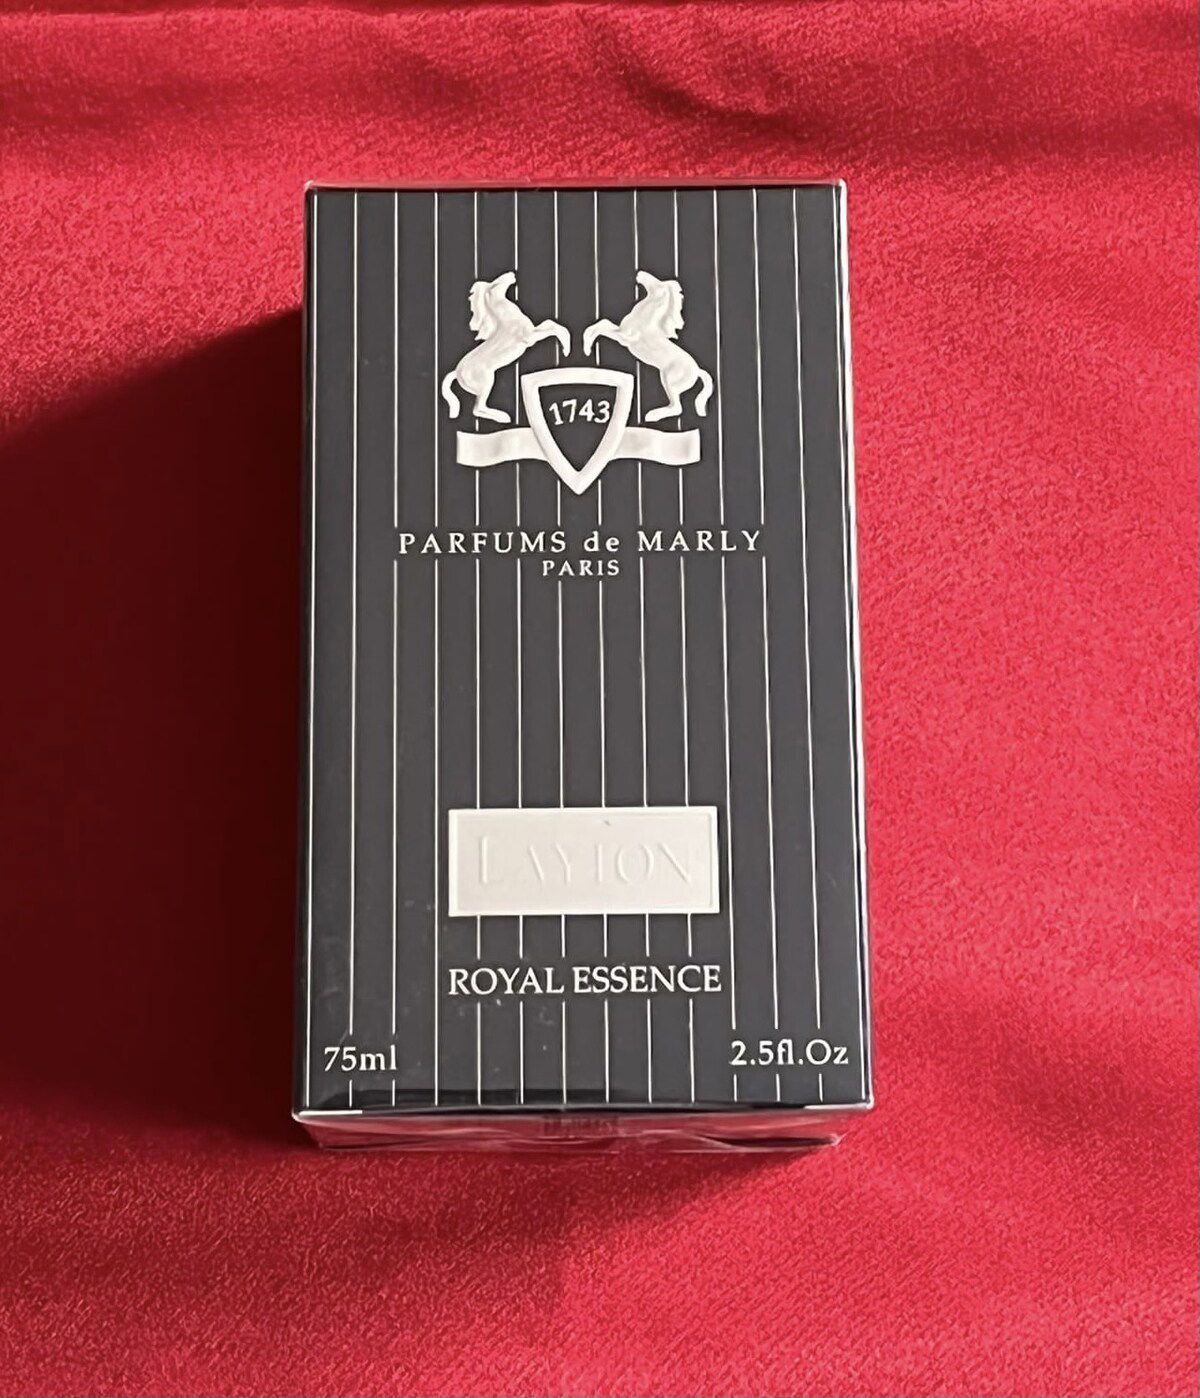 1743
PARFUMS de MARLY
PARIS
LAYTON
ROYAL ESSENCE
75ml 2.5fl.Oz